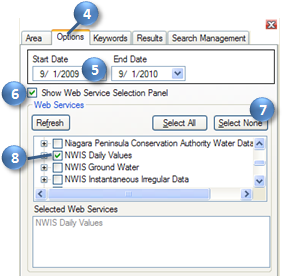 4
Area Options Keywords Results Search Management
Start Date End Date
9/ 1/2009 5 9/ 1/2010
6 Show Web Service Selection Panel
Web Services 7
Refresh Select All Select None
Niagara Peninsula Conservation Authority Water Data
8 NWIS Daily Values
NWIS Ground Water
NWIS Instantaneous Irregular Data
Selected Web Services
NWIS Daily Values